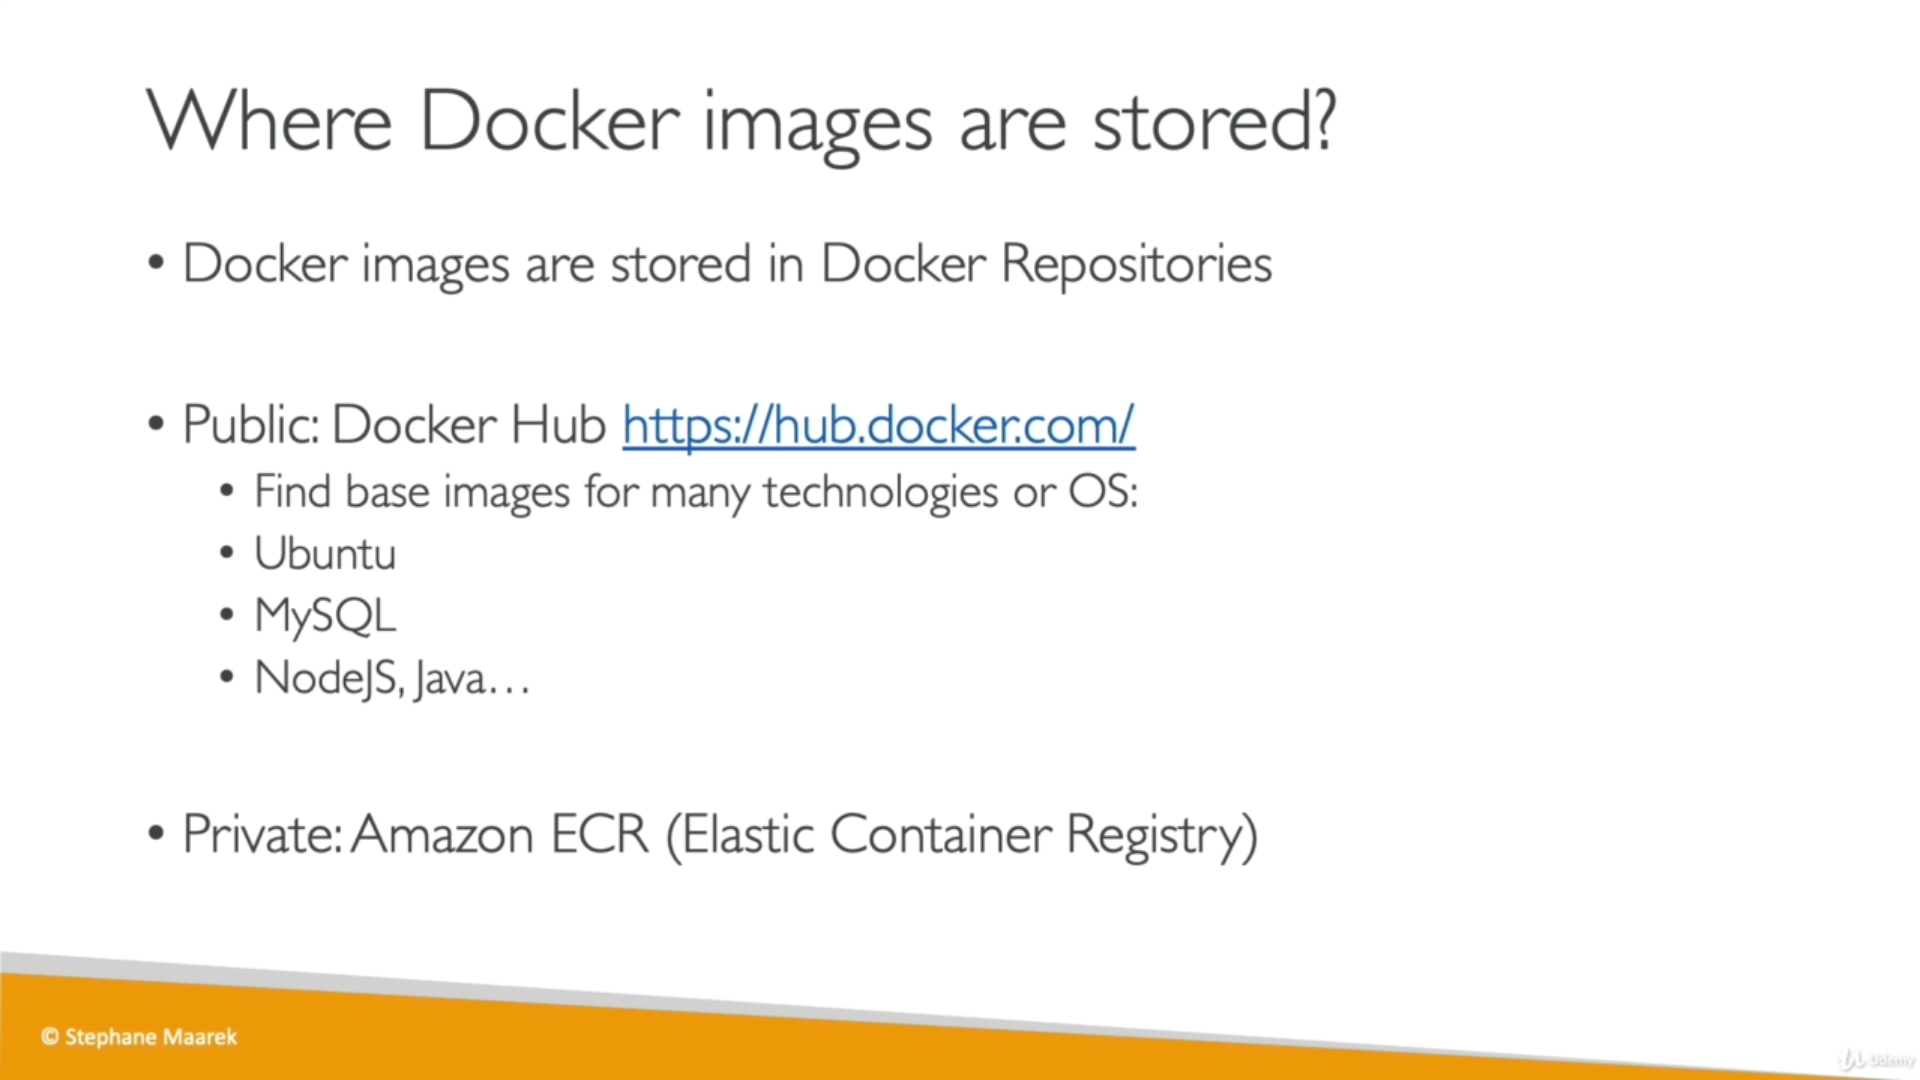 Where Docker images are stored?
• Docker images are stored in Docker Repositories
• Public: Docker Hub https://hub.docker.com/
• Find base images for many technologies or OS:
• Ubuntu
• MySQL
• NodeJS, Java…
• Private: Amazon ECR (Elastic Container Registry)
© Stephane Maarek
Udemy